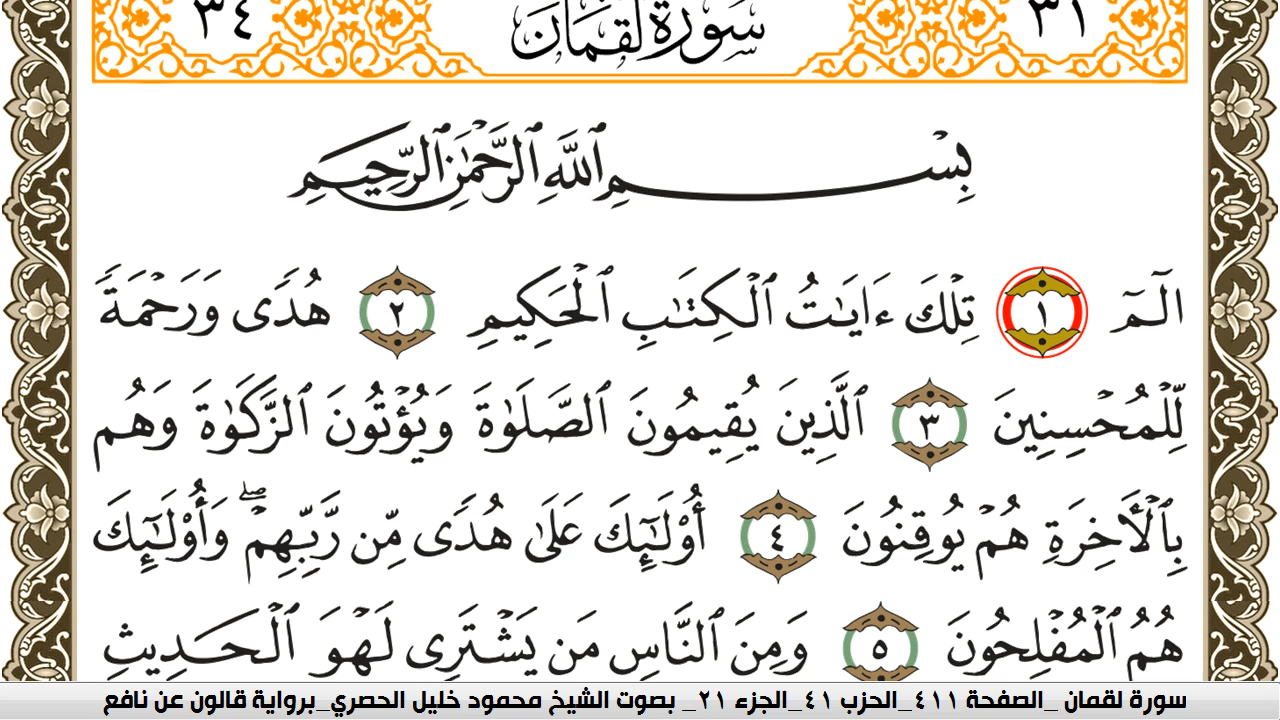 ٣١ سورة لقمان ٣٤
بِسْمِ ٱللَّهِ ٱلرَّحْمَٰنِ ٱلرَّحِيمِ
الٓمٓ ١ تِلْكَ ءَايَٰتُ ٱلْكِتَٰبِ ٱلْحَكِيمِ ٢ هُدًى وَرَحْمَةً
لِّلْمُحْسِنِينَ ٣ ٱلَّذِينَ يُقِيمُونَ ٱلصَّلَوٰةَ وَيُؤْتُونَ ٱلزَّكَوٰةَ وَهُم
بِٱلْأَخِرَةِ هُمْ يُوقِنُونَ ٤ أُوْلَٰٓئِكَ عَلَىٰ هُدًى مِّن رَّبِّهِمْۖ وَأُوْلَٰٓئِكَ
هُمُ ٱلْمُفْلِحُونَ ٥ وَمِنَ ٱلنَّاسِ مَن يَشْتَرِى لَهْوَ ٱلْحَدِيثِ
سورة لقمان _الصفحة ٤١١_الحزب ٤١_الجزء ٢١_ بصوت الشيخ محمود خليل الحصري_برواية قالون عن نافع